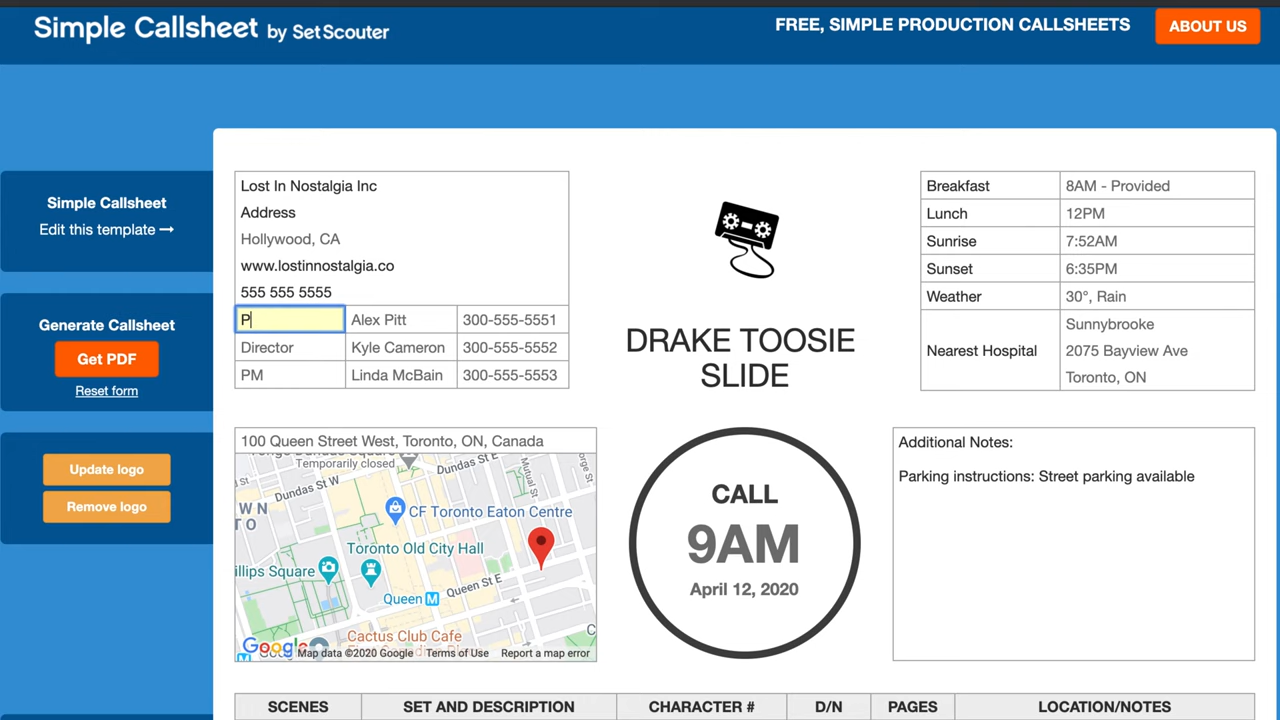 Simple Callsheet by SetScouter
FREE, SIMPLE PRODUCTION CALLSHEETS
ABOUT US
Simple Callsheet
Edit this template →
Generate Callsheet
Get PDF
Reset form
Update logo
Remove logo
Lost In Nostalgia Inc
Address
Hollywood, CA
www.lostinnostalgia.co
555 555 5555
P Alex Pitt 300-555-5551
Director Kyle Cameron 300-555-5552
PM Linda McBain 300-555-5553
DRAKE TOOSIE
SLIDE
Breakfast 8AM - Provided
Lunch 12PM
Sunrise 7:52AM
Sunset 6:35PM
Weather 30°, Rain
Nearest Hospital
Sunnybrooke
2075 Bayview Ave
Toronto, ON
100 Queen Street West, Toronto, ON, Canada
Temporarily closed
Dundas St E
Dundas St W
Mutual St
CF Toronto Eaton Centre
Toronto Old City Hall
Queen St E
Queen M
Cactus Club Cafe
Google
Map data ©2020 Google Terms of Use Report a map error
CALL
9AM
April 12, 2020
Additional Notes:
Parking instructions: Street parking available
SCENES SET AND DESCRIPTION CHARACTER # D/N PAGES LOCATION/NOTES